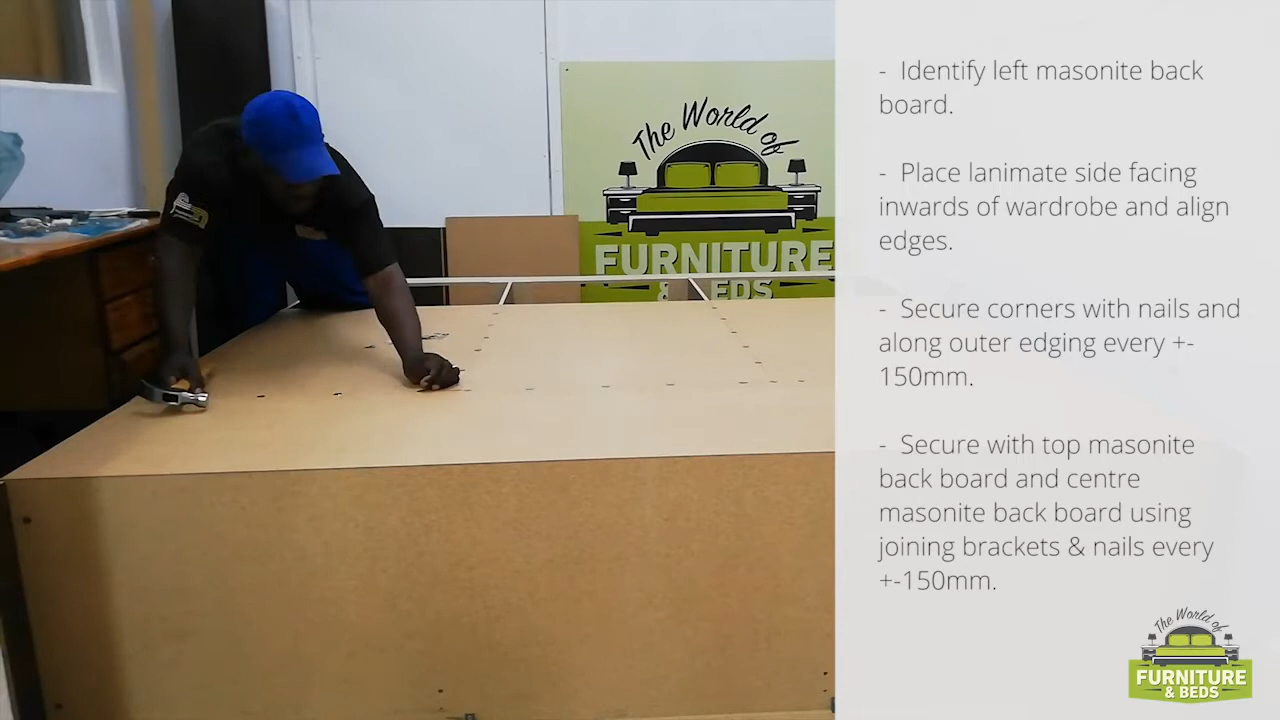 The World of
FURNITURE
& BEDS
- Identify left masonite back
board.
- Place lanimate side facing
inwards of wardrobe and align
edges.
- Secure corners with nails and
along outer edging every +-
150mm.
- Secure with top masonite
back board and centre
masonite back board using
joining brackets & nails every
+-150mm.
The World of
FURNITURE
& BEDS